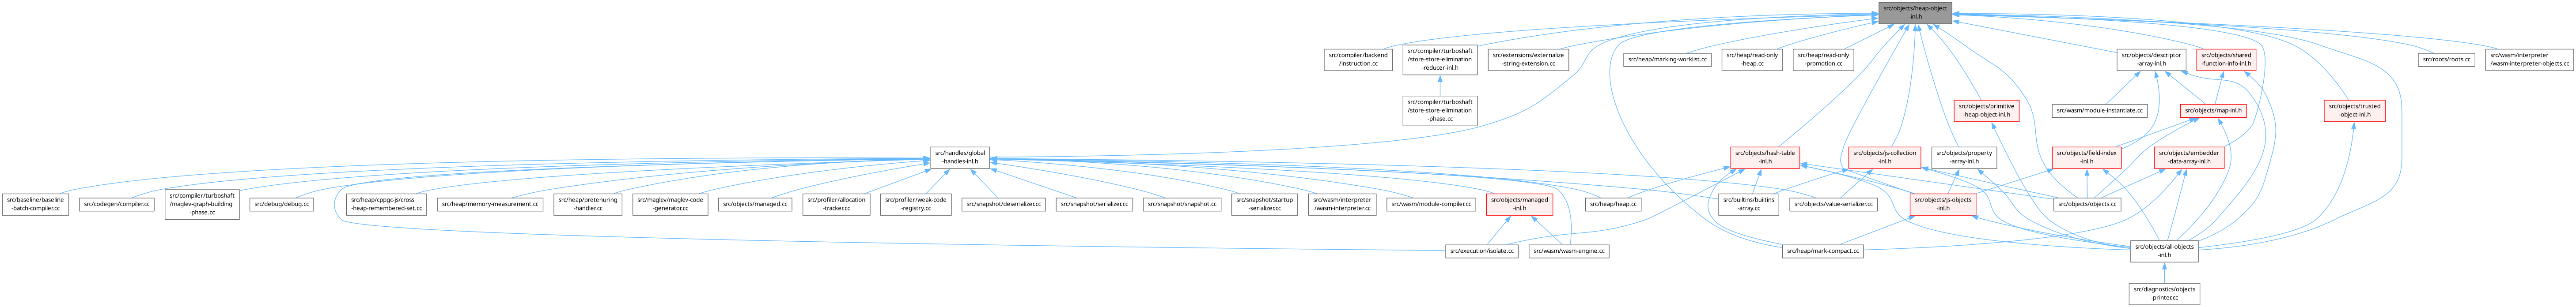 src/objects/heap-object
-inl.h
src/compiler/backend
/instruction.cc
src/compiler/turboshaft
/store-store-elimination
-reducer-inl.h
src/extensions/externalize
-string-extension.cc
src/heap/marking-worklist.cc
src/heap/read-only
-heap.cc
src/heap/read-only
-promotion.cc
src/objects/descriptor
-array-inl.h
src/objects/shared
-function-info-inl.h
src/roots/roots.cc
src/wasm/interpreter
/wasm-interpreter-objects.cc
src/compiler/turboshaft
/store-store-elimination
-phase.cc
src/objects/primitive
-heap-object-inl.h
src/wasm/module-instantiate.cc
src/objects/map-inl.h
src/objects/trusted
-object-inl.h
src/handles/global
-handles-inl.h
src/objects/hash-table
-inl.h
src/objects/js-collection
-inl.h
src/objects/property
-array-inl.h
src/objects/field-index
-inl.h
src/objects/embedder
-data-array-inl.h
src/baseline/baseline
-batch-compiler.cc
src/codegen/compiler.cc
src/compiler/turboshaft
/maglev-graph-building
-phase.cc
src/debug/debug.cc
src/heap/cppgc-js/cross
-heap-remembered-set.cc
src/heap/memory-measurement.cc
src/heap/pretenuring
-handler.cc
src/maglev/maglev-code
-generator.cc
src/objects/managed.cc
src/profiler/allocation
-tracker.cc
src/profiler/weak-code
-registry.cc
src/snapshot/deserializer.cc
src/snapshot/serializer.cc
src/snapshot/snapshot.cc
src/snapshot/startup
-serializer.cc
src/wasm/interpreter
/wasm-interpreter.cc
src/wasm/module-compiler.cc
src/objects/managed
-inl.h
src/heap/heap.cc
src/builtins/builtins
-array.cc
src/objects/value-serializer.cc
src/objects/js-objects
-inl.h
src/objects/objects.cc
src/execution/isolate.cc
src/wasm/wasm-engine.cc
src/heap/mark-compact.cc
src/objects/all-objects
-inl.h
src/diagnostics/objects
-printer.cc